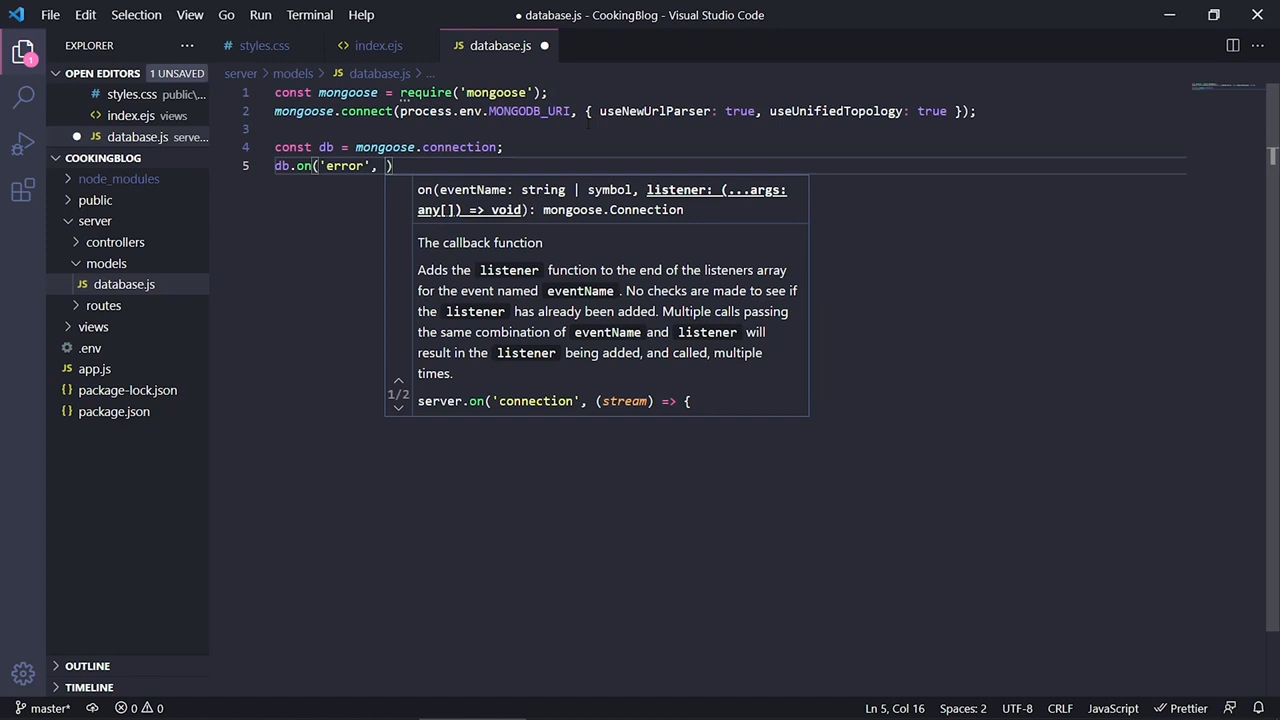 File Edit Selection View Go Run Terminal Help
● database.js - CookingBlog - Visual Studio Code
EXPLORER
# styles.css
<> index.ejs
JS database.js
OPEN EDITORS 1 UNSAVED
# styles.css public\...
<> index.ejs views
JS database.js serve...
COOKINGBLOG
node_modules
public
server
controllers
models
JS database.js
routes
views
.env
JS app.js
{} package-lock.json
{} package.json
OUTLINE
TIMELINE
1
server > models > JS database.js > ...
1 const mongoose = require('mongoose');
2 mongoose.connect(process.env.MONGODB_URI, { useNewUrlParser: true, useUnifiedTopology: true });
3
4 const db = mongoose.connection;
5 db.on('error', )
on(eventName: string | symbol, listener: (...args:
any[]) => void): mongoose.Connection
The callback function
Adds the listener function to the end of the listeners array
for the event named eventName. No checks are made to see if
the listener has already been added. Multiple calls passing
the same combination of eventName and listener will
result in the listener being added, and called, multiple
times.
1/2
server.on('connection', (stream) => {
master* 0 0
Ln 5, Col 16 Spaces: 2 UTF-8 CRLF JavaScript Prettier